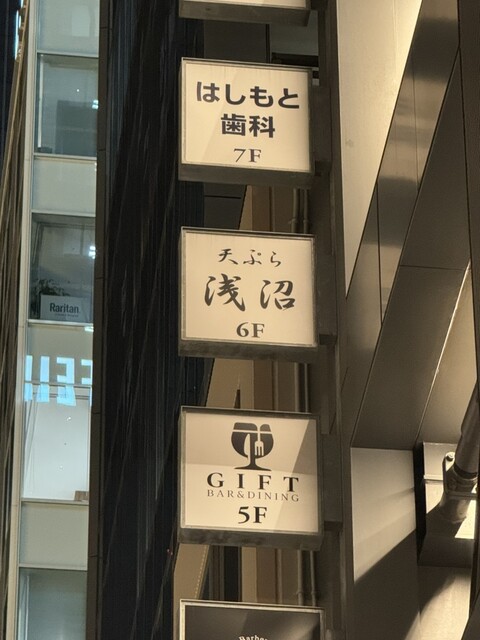 はしもと
歯科
7F
天ぷら
浅沼
6F
Raritan.
GIFT
BAR&DINING
5F